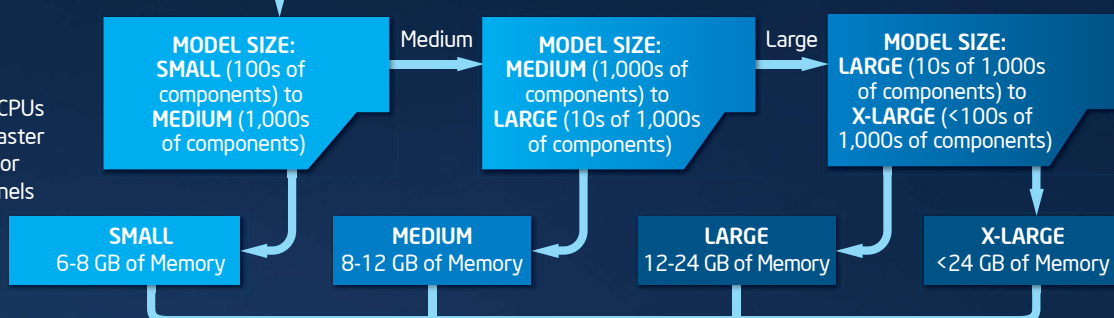 MODEL SIZE:
SMALL (100s of
components) to
MEDIUM (1,000s
of components)
Medium
MODEL SIZE:
MEDIUM (1,000s of
components) to
LARGE (10s of 1,000s
of components)
Large
MODEL SIZE:
LARGE (10s of 1,000s
of components) to
X-LARGE (<100s of
1,000s of components)
CPUs
or
SMALL
6-8 GB of Memory
MEDIUM
8-12 GB of Memory
LARGE
12-24 GB of Memory
X-LARGE
<24 GB of Memory